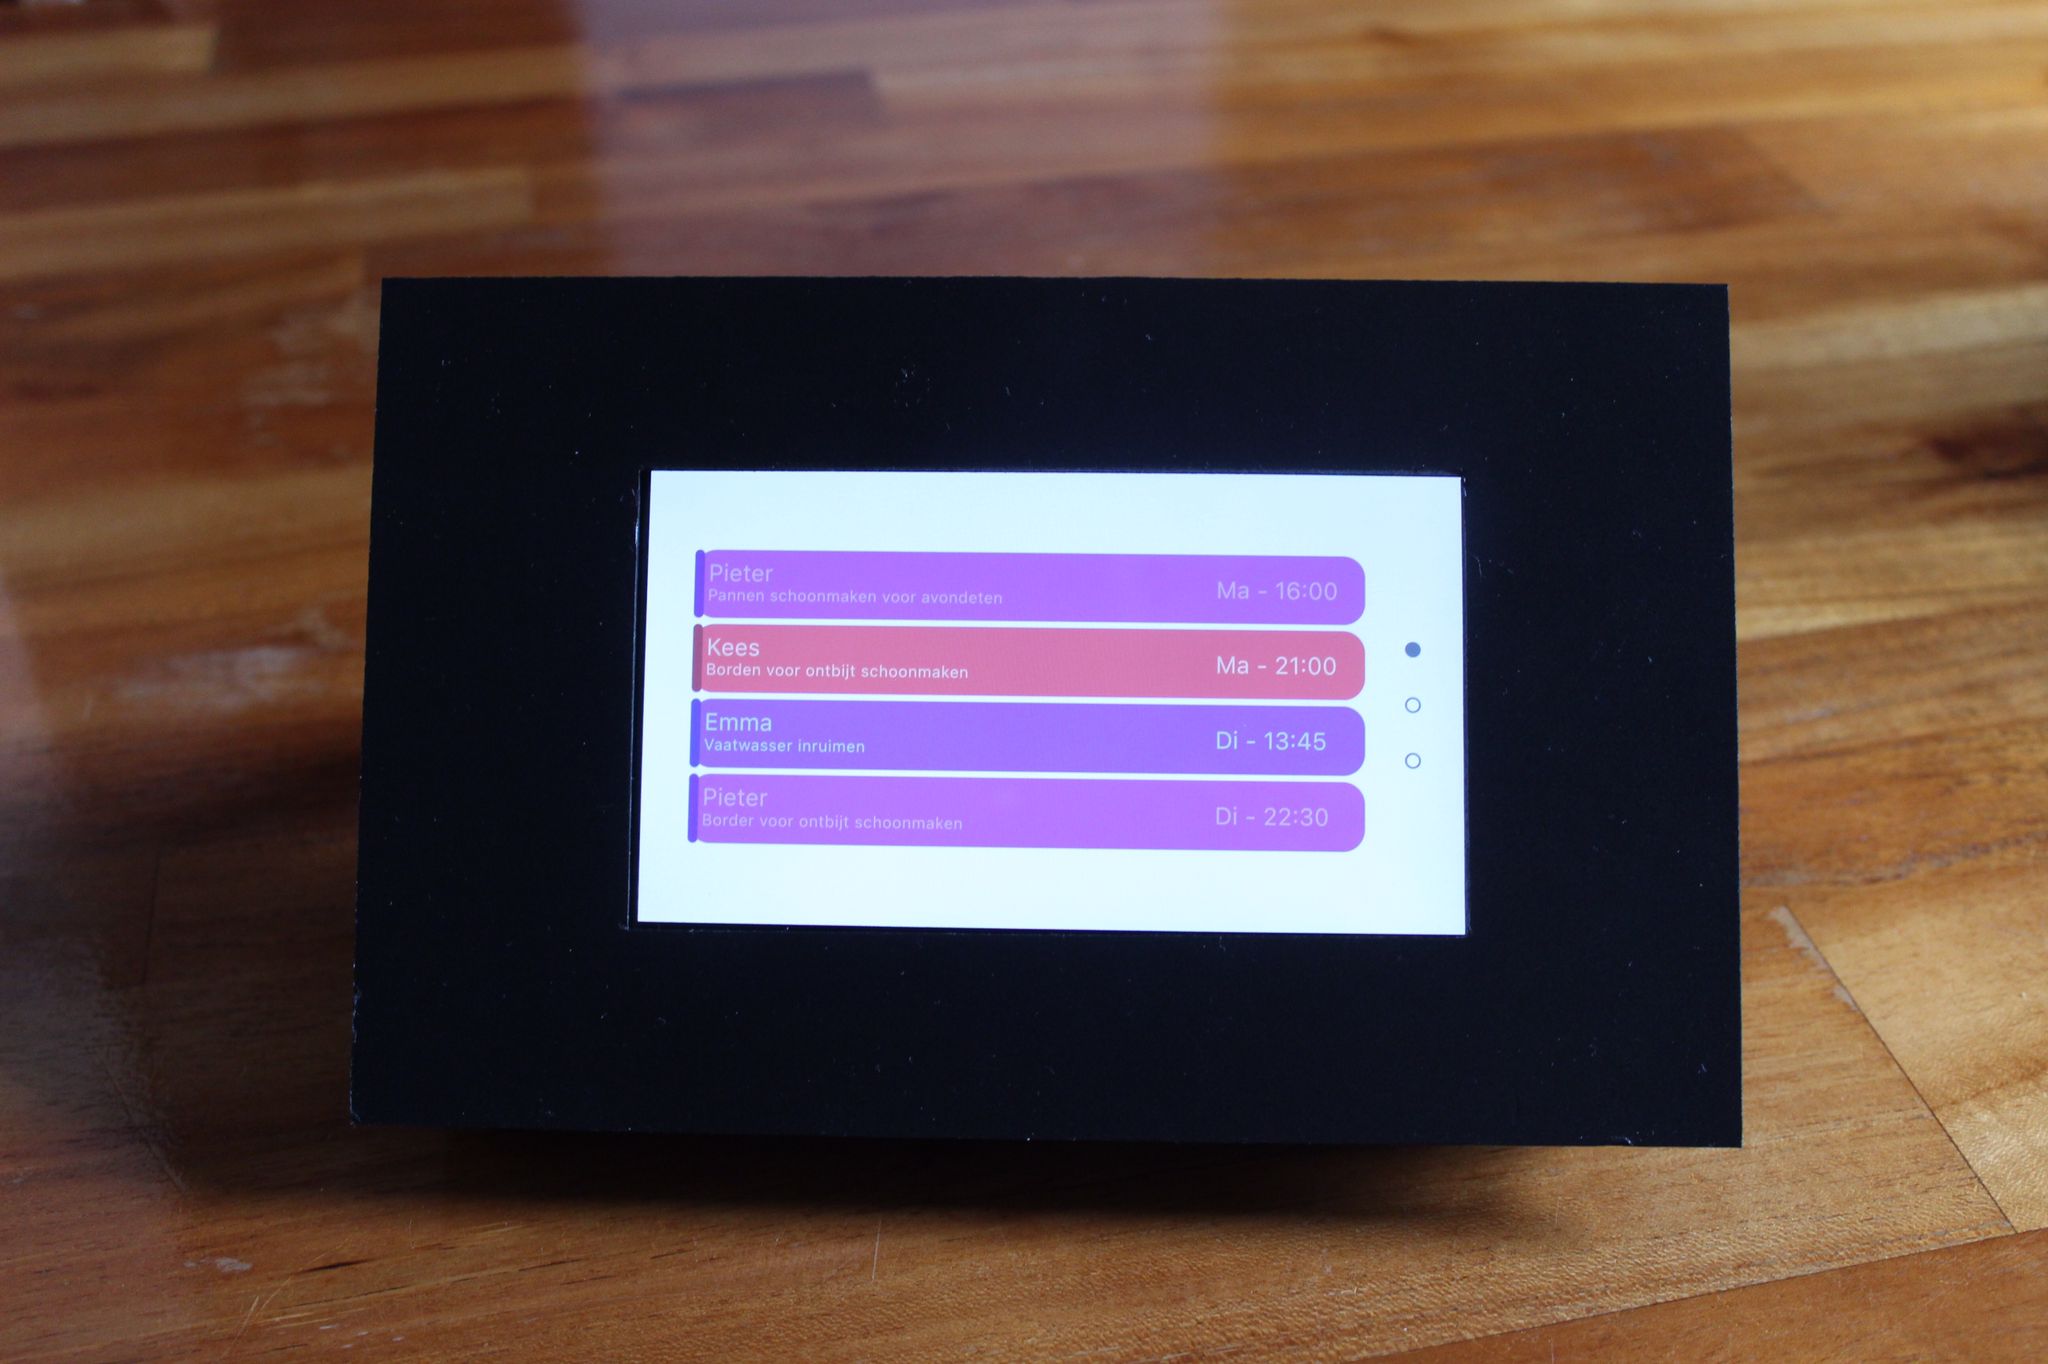 Pieter
Pannen schoonmaken voor avondeten
Ma - 16:00
Kees
Borden voor ontbijt schoonmaken
Ma - 21:00
Emma
Vaatwasser inruimen
Di - 13:45
Pieter
Border voor ontbijt schoonmaken
Di - 22:30